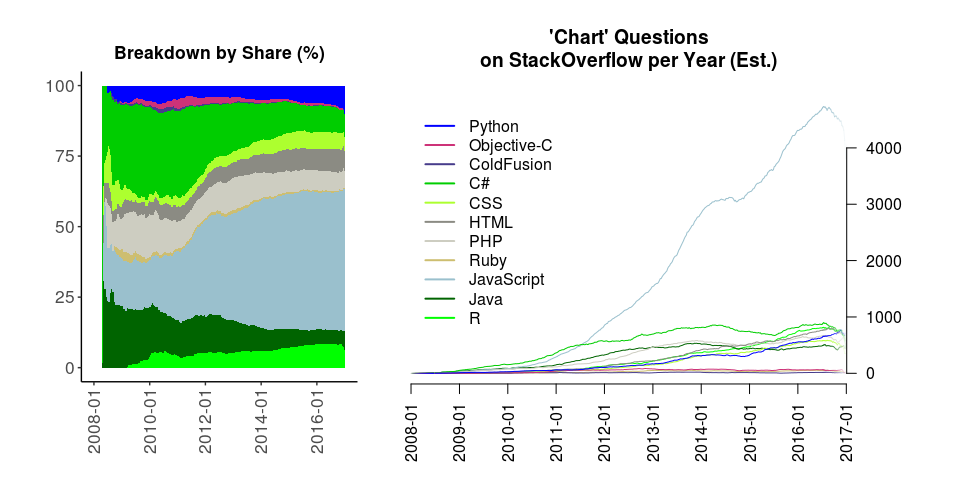 Breakdown by Share (%)
100
75
50
25
0
2008-01
2010-01
2012-01
2014-01
2016-01
'Chart' Questions
on StackOverflow per Year (Est.)
Python
Objective-C
ColdFusion
C#
CSS
HTML
PHP
Ruby
JavaScript
Java
R
4000
3000
2000
1000
0
2008-01
2009-01
2010-01
2011-01
2012-01
2013-01
2014-01
2015-01
2016-01
2017-01